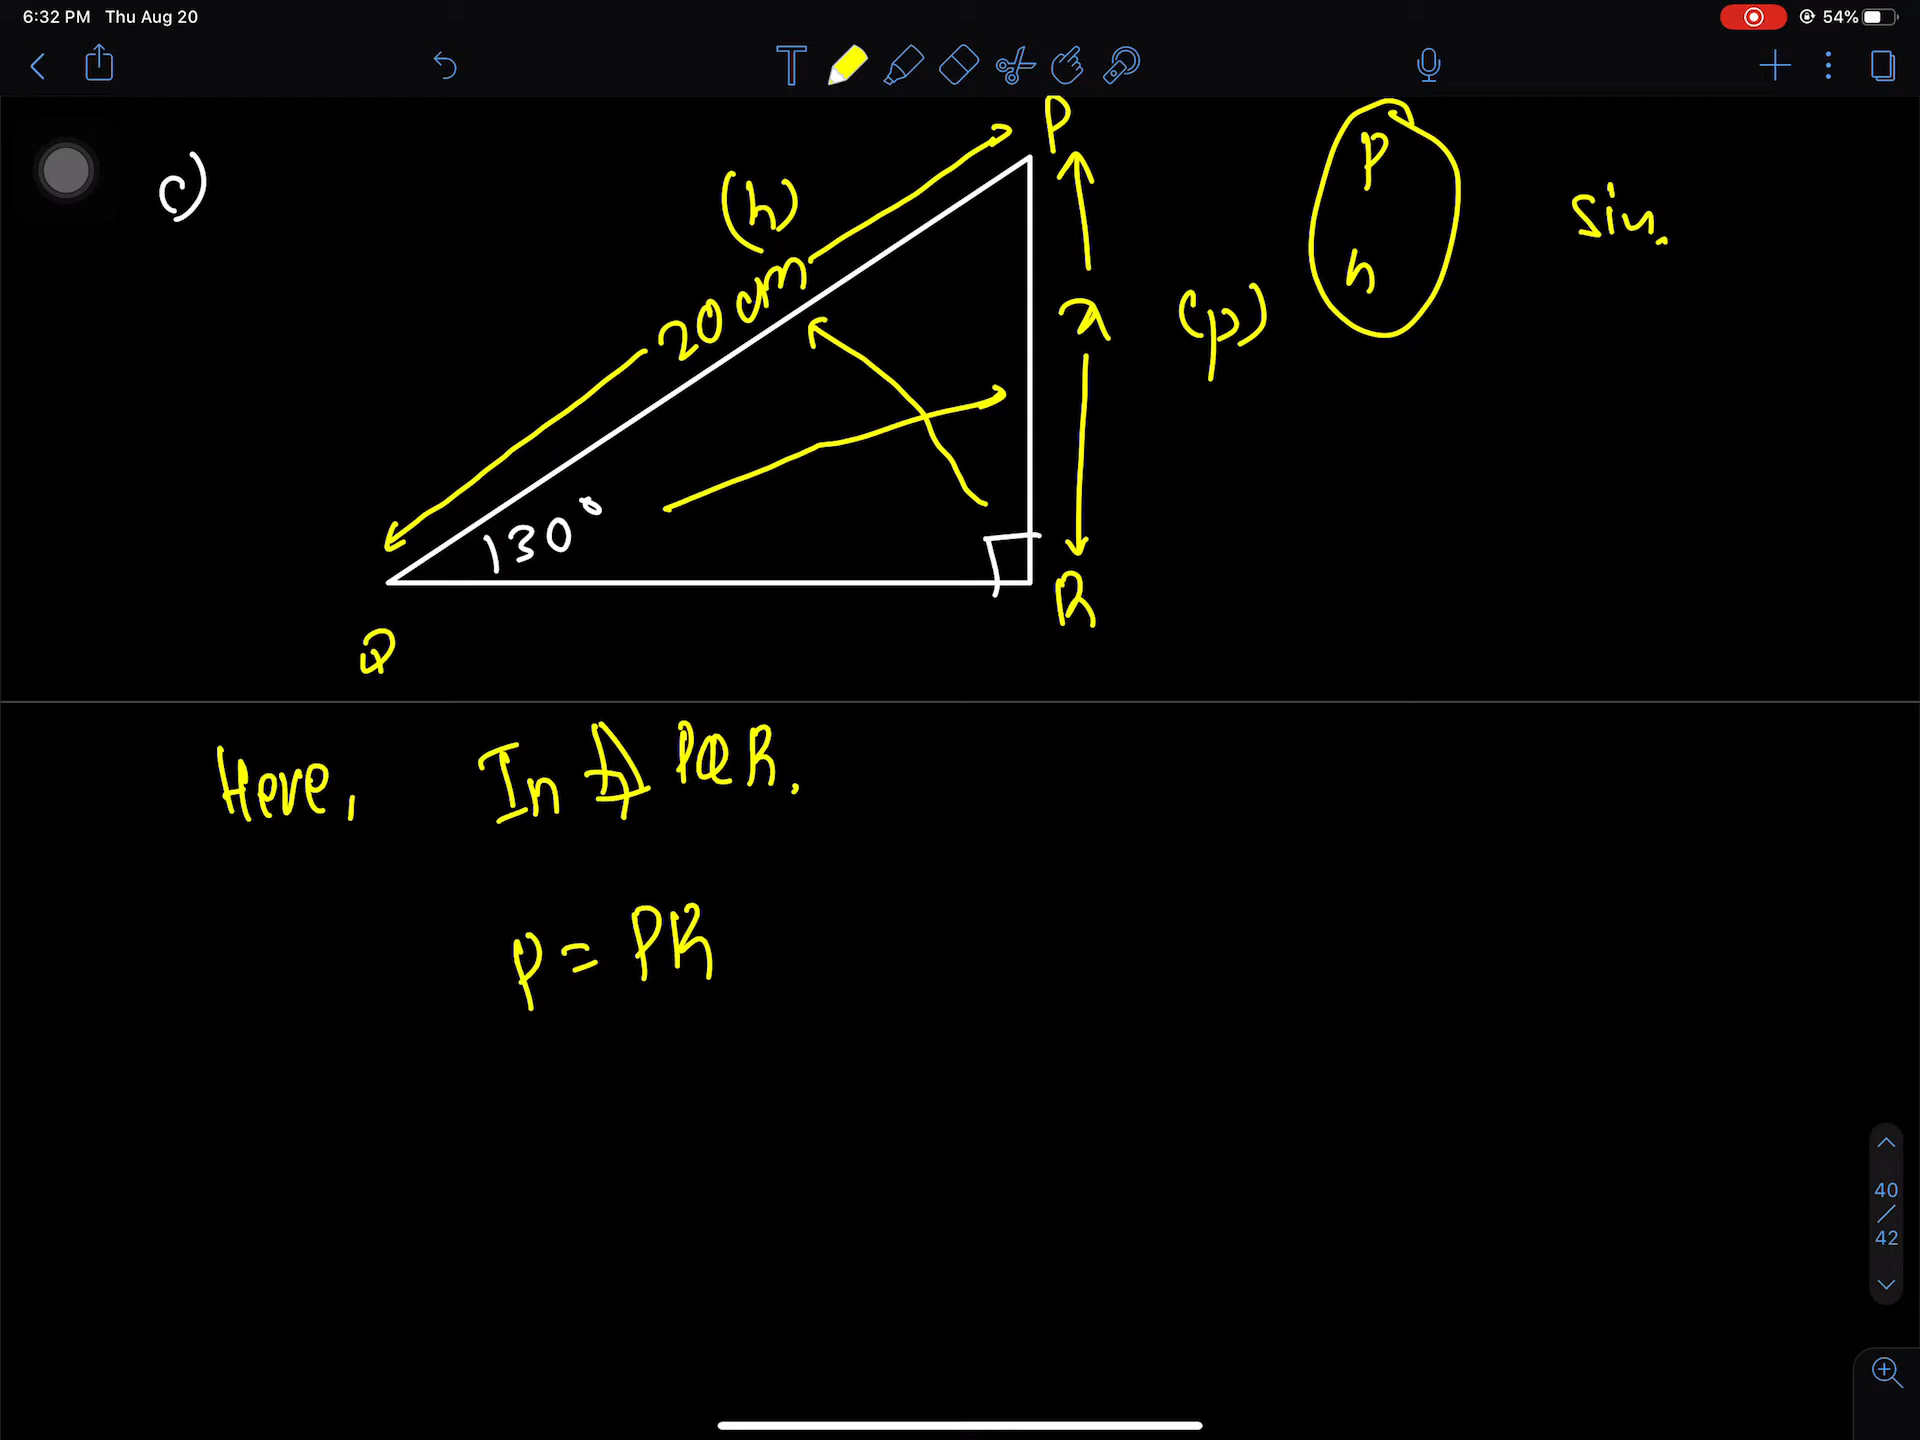 6:32 PM Thu Aug 20
54%
c)
P
(h)
20 cm
p
h
sin.
x (p)
130°
R
Q
Here, In △ PQR,
p = PR
40
/
42